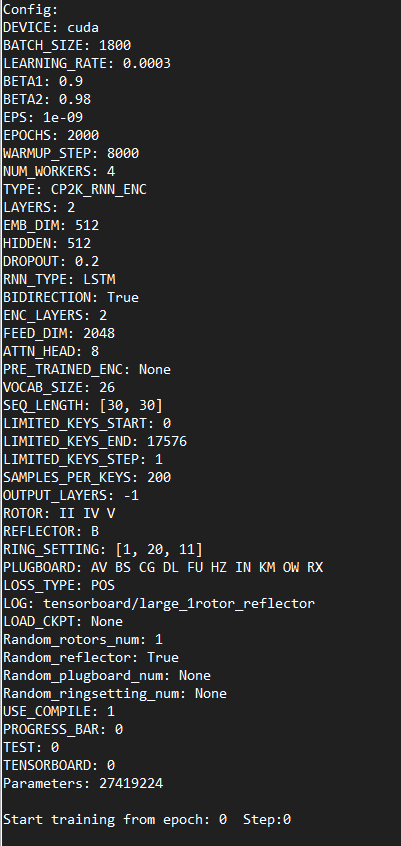 Config:
DEVICE: cuda
BATCH_SIZE: 1800
LEARNING_RATE: 0.0003
BETA1: 0.9
BETA2: 0.98
EPS: 1e-09
EPOCHS: 2000
WARMUP_STEP: 8000
NUM_WORKERS: 4
TYPE: CP2K_RNN_ENC
LAYERS: 2
EMB_DIM: 512
HIDDEN: 512
DROPOUT: 0.2
RNN_TYPE: LSTM
BIDIRECTION: True
ENC_LAYERS: 2
FEED_DIM: 2048
ATTN_HEAD: 8
PRE_TRAINED_ENC: None
VOCAB_SIZE: 26
SEQ_LENGTH: [30, 30]
LIMITED_KEYS_START: 0
LIMITED_KEYS_END: 17576
LIMITED_KEYS_STEP: 1
SAMPLES_PER_KEYS: 200
OUTPUT_LAYERS: -1
ROTOR: II IV V
REFLECTOR: B
RING_SETTING: [1, 20, 11]
PLUGBOARD: AV BS CG DL FU HZ IN KM OW RX
LOSS_TYPE: POS
LOG: tensorboard/large_1rotor_reflector
LOAD_CKPT: None
Random_rotors_num: 1
Random_reflector: True
Random_plugboard_num: None
Random_ringsetting_num: None
USE_COMPILE: 1
PROGRESS_BAR: 0
TEST: 0
TENSORBOARD: 0
Parameters: 27419224
Start training from epoch: 0  Step:0